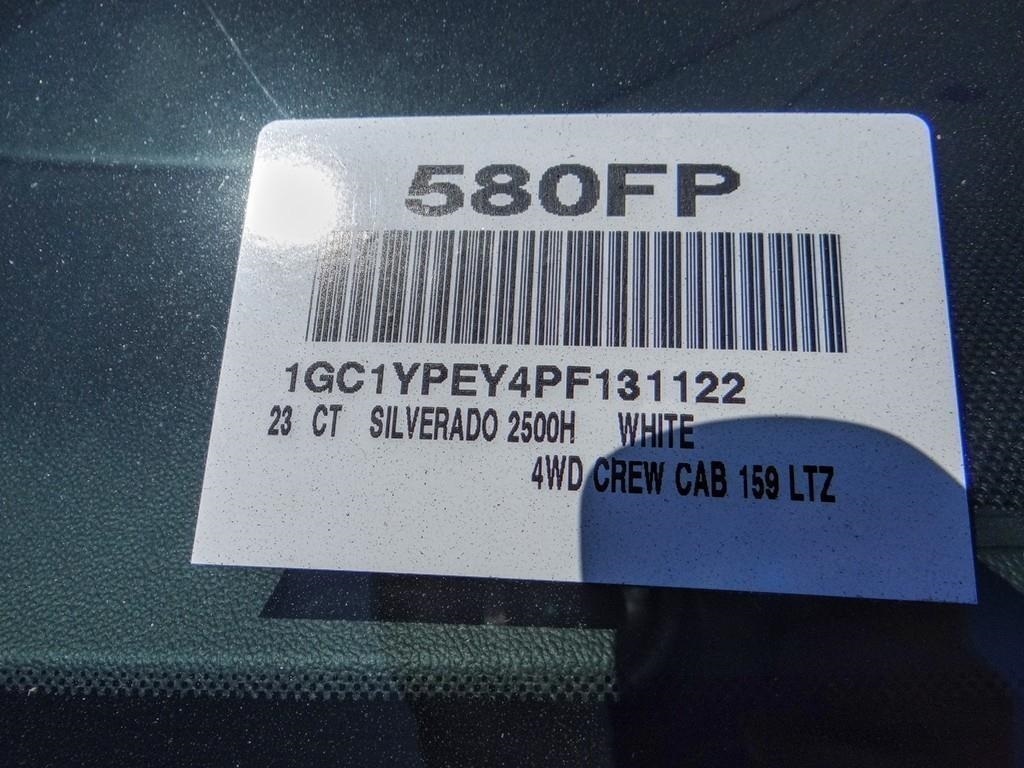 580FP
1GC1YPEY4PF131122
23 CT SILVERADO 2500H WHITE
4WD CREW CAB 159 LTZ